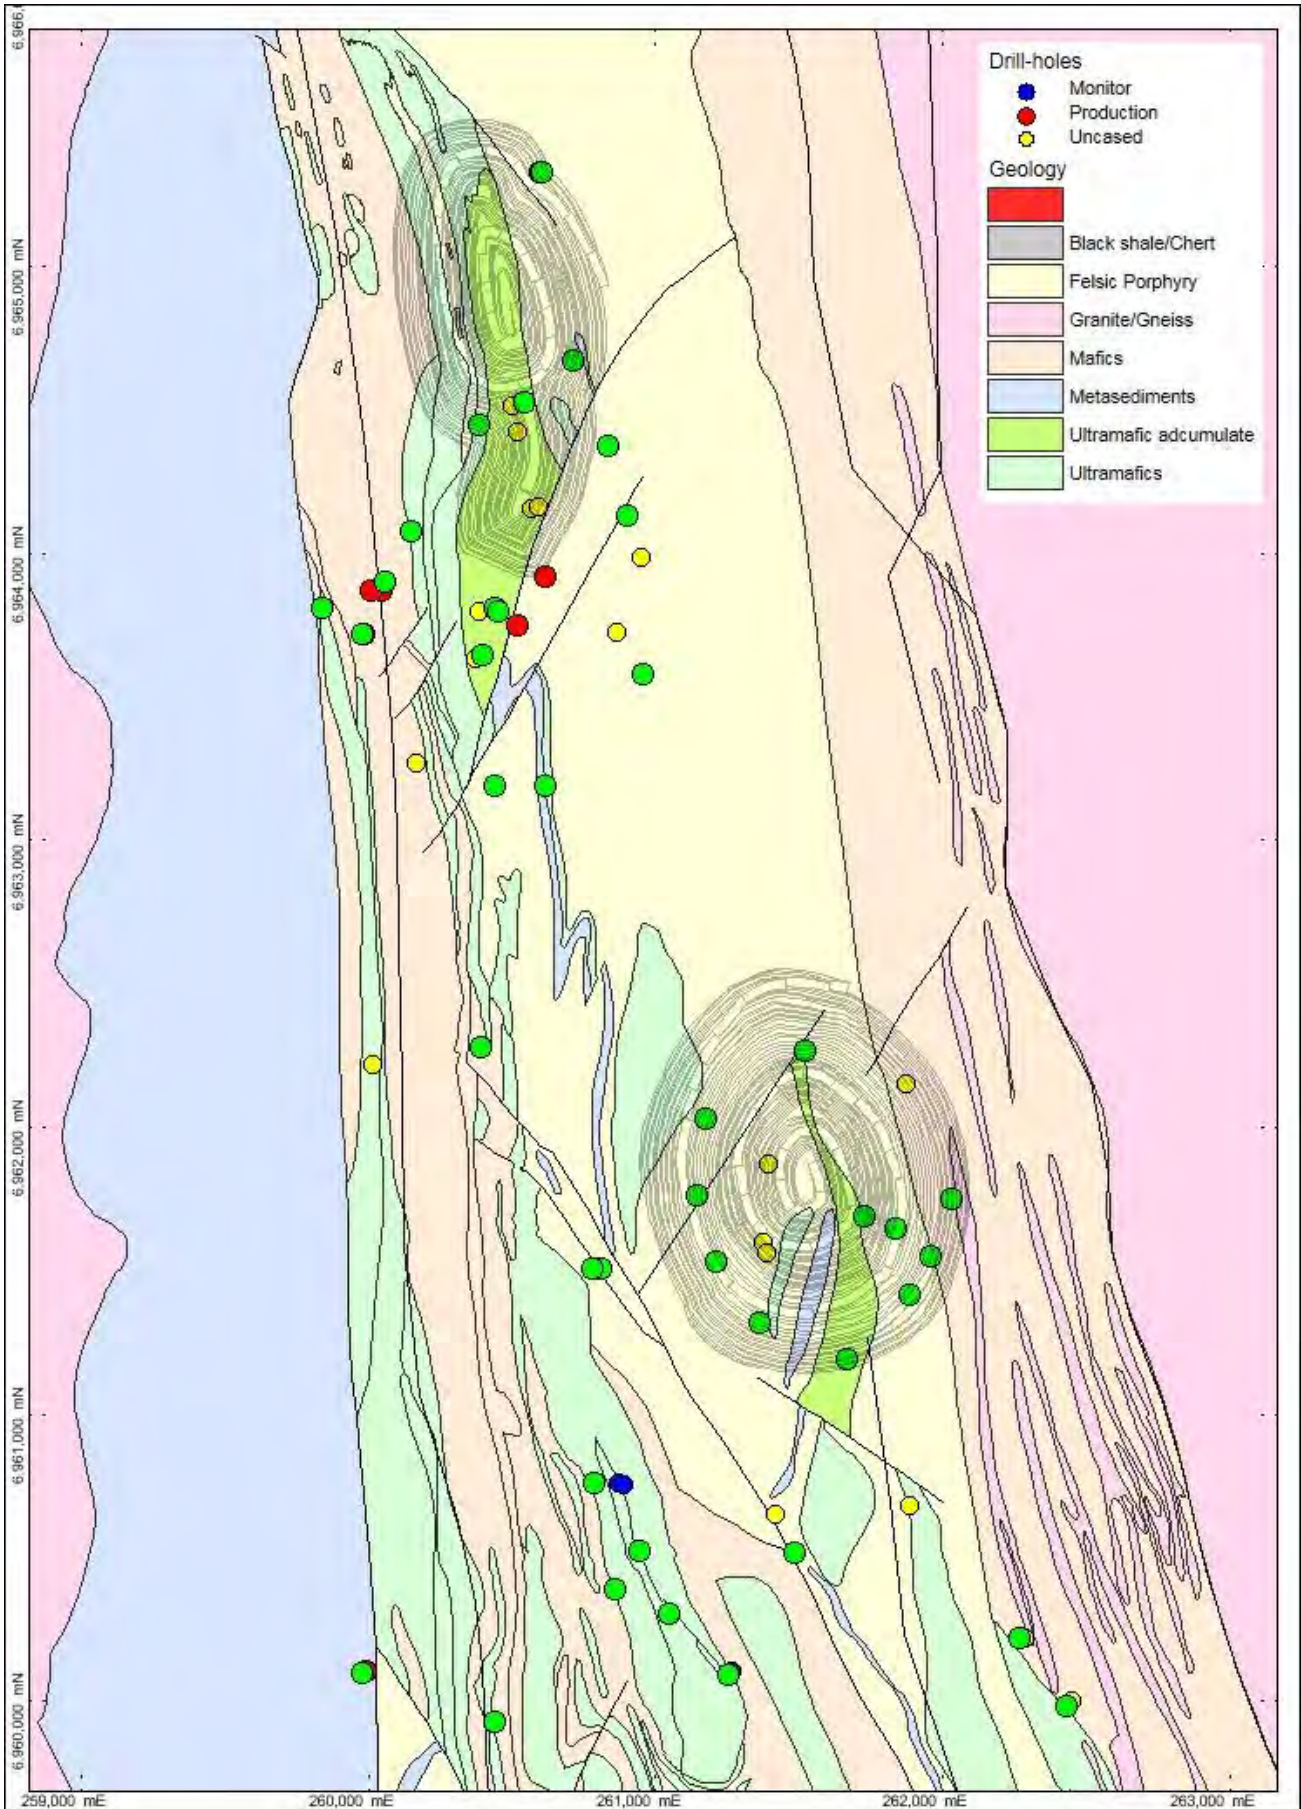 6,966,
Drill-holes
Monitor
Production
Uncased
Geology
Black shale/Chert
Felsic Porphyry
Granite/Gneiss
Mafics
Metasediments
Ultramafic adcumulate
Ultramafics
6,965,000 mN
6,964,000 mN
6,963,000 mN
6,962,000 mN
6,961,000 mN
6,960,000 mN
259,000 mE 260,000 mE 261,000 mE 262,000 mE 263,000 mE